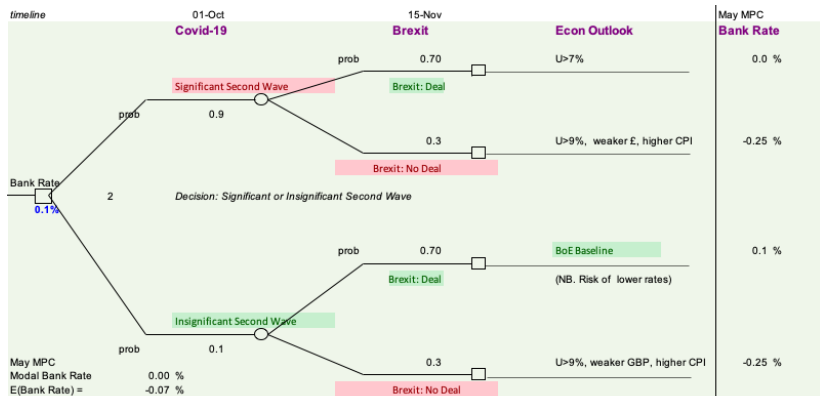 timeline 01-Oct 15-Nov May MPC
Covid-19 Brexit Econ Outlook Bank Rate
prob 0.70 U>7% 0.0 %
Significant Second Wave Brexit: Deal
prob 0.9
0.3 U>9%, weaker £, higher CPI -0.25 %
Brexit: No Deal
Bank Rate
2 Decision: Significant or Insignificant Second Wave
0.1%
prob 0.70 BoE Baseline 0.1 %
Brexit: Deal (NB. Risk of lower rates)
Insignificant Second Wave
prob 0.1
May MPC 0.3 U>9%, weaker GBP, higher CPI -0.25 %
Modal Bank Rate 0.00 %
E(Bank Rate) = -0.07 % Brexit: No Deal